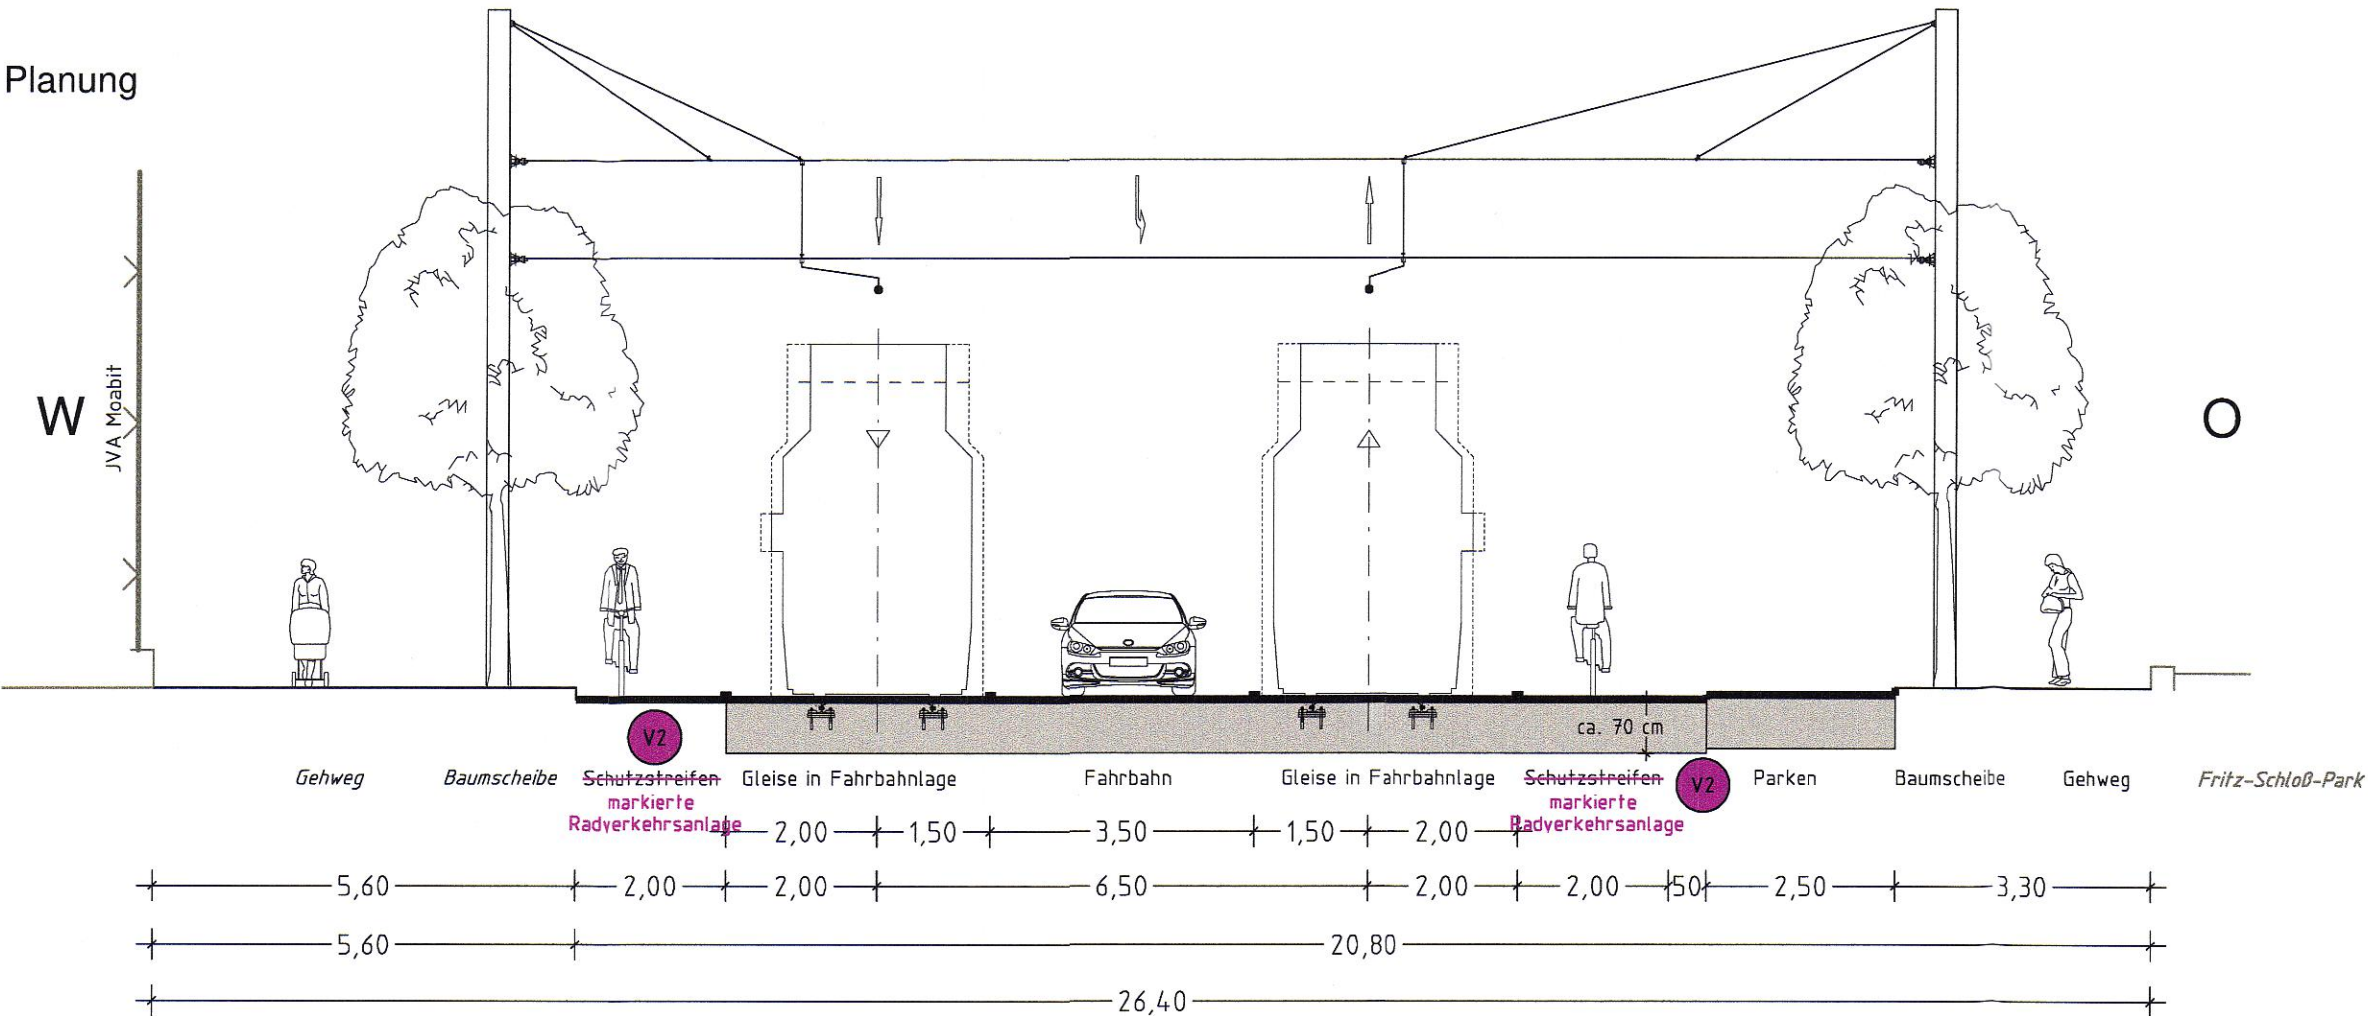 Planung
W
JVA Moabit
O
ca. 70 cm
V2
V2
Gehweg
Baumscheibe
Schutzstreifen
markierte
Radverkehrsanlage
Gleise in Fahrbahnlage
Fahrbahn
Gleise in Fahrbahnlage
Schutzstreifen
markierte
Radverkehrsanlage
Parken
Baumscheibe
Gehweg
Fritz-Schloß-Park
2,00 1,50 3,50 1,50 2,00
5,60 2,00 2,00 6,50 2,00 2,00 50 2,50 3,30
5,60 20,80
26,40